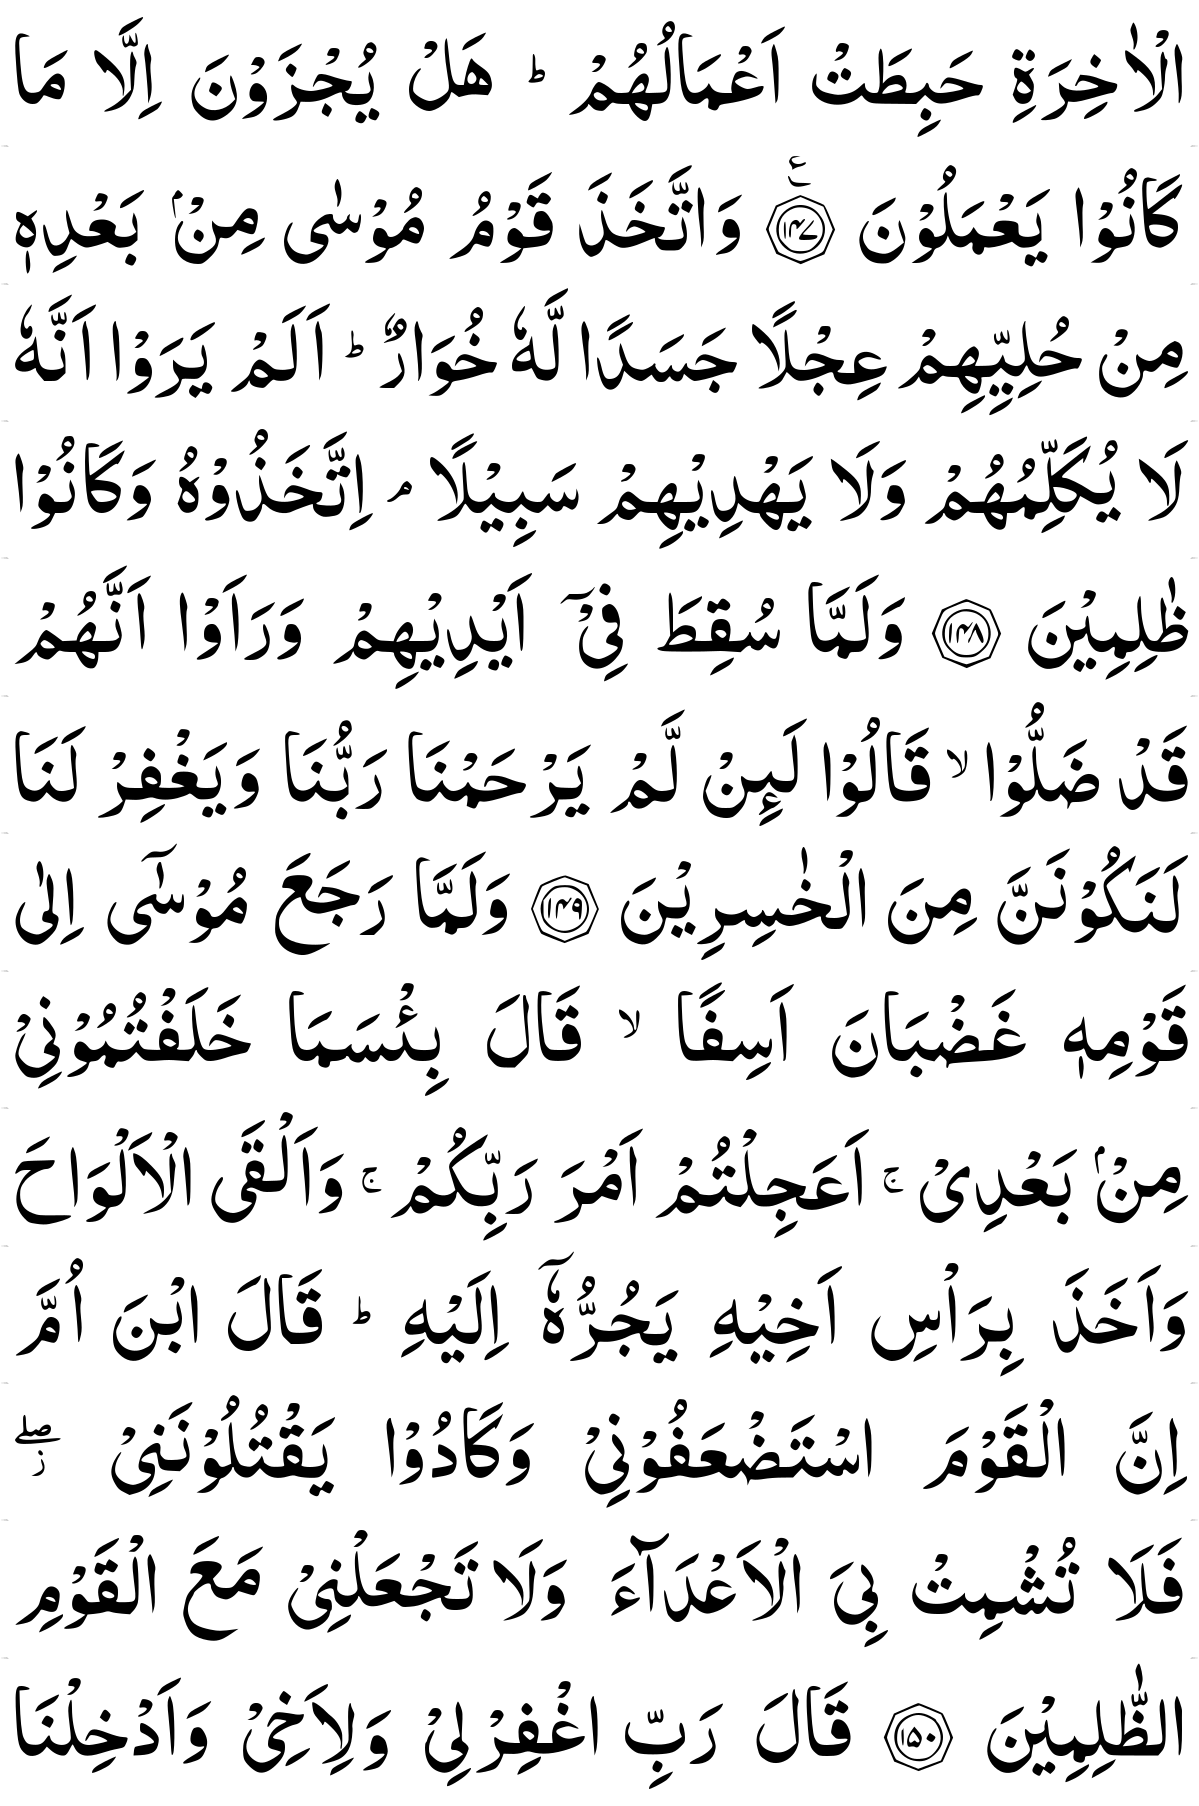 الۡاٰخِرَةِ حَبِطَتۡ اَعۡمَالُهُمۡ ؕ هَلۡ يُجۡزَوۡنَ اِلَّا مَا
كَانُوۡا يَعۡمَلُوۡنَ ﴿۱۴۷﴾ ࣖ وَاتَّخَذَ قَوۡمُ مُوۡسٰى مِنۡۢ بَعۡدِهٖ
مِنۡ حُلِيِّهِمۡ عِجۡلًا جَسَدًا لَّهٗ خُوَارٌ ؕ اَلَمۡ يَرَوۡا اَنَّهٗ
لَا يُكَلِّمُهُمۡ وَلَا يَهۡدِيۡهِمۡ سَبِيۡلًا ۘ اِتَّخَذُوۡهُ وَكَانُوۡا
ظٰلِمِيۡنَ ﴿۱۴۸﴾ وَلَمَّا سُقِطَ فِىۡۤ اَيۡدِيۡهِمۡ وَرَاَوۡا اَنَّهُمۡ
قَدۡ ضَلُّوۡا ۙ قَالُوۡا لَٮِٕنۡ لَّمۡ يَرۡحَمۡنَا رَبُّنَا وَيَغۡفِرۡ لَنَا
لَنَكُوۡنَنَّ مِنَ الۡخٰسِرِيۡنَ ﴿۱۴۹﴾ وَلَمَّا رَجَعَ مُوۡسٰٓى اِلٰى
قَوۡمِهٖ غَضۡبَانَ اَسِفًا ۙ قَالَ بِئۡسَمَا خَلَفۡتُمُوۡنِىۡ
مِنۡۢ بَعۡدِىۡ ۚ اَعَجِلۡتُمۡ اَمۡرَ رَبِّكُمۡ ۚ وَاَلۡقَى الۡاَلۡوَاحَ
وَاَخَذَ بِرَاۡسِ اَخِيۡهِ يَجُرُّهٗۤ اِلَيۡهِ ؕ قَالَ ابۡنَ اُمَّ
اِنَّ الۡقَوۡمَ اسۡتَضۡعَفُوۡنِىۡ وَكَادُوۡا يَقۡتُلُوۡنَنِىۡ ۖ ز
فَلَا تُشۡمِتۡ بِىَ الۡاَعۡدَآءَ وَلَا تَجۡعَلۡنِىۡ مَعَ الۡقَوۡمِ
الظّٰلِمِيۡنَ ﴿۱۵۰﴾ قَالَ رَبِّ اغۡفِرۡلِىۡ وَلِاَخِىۡ وَاَدۡخِلۡنَا